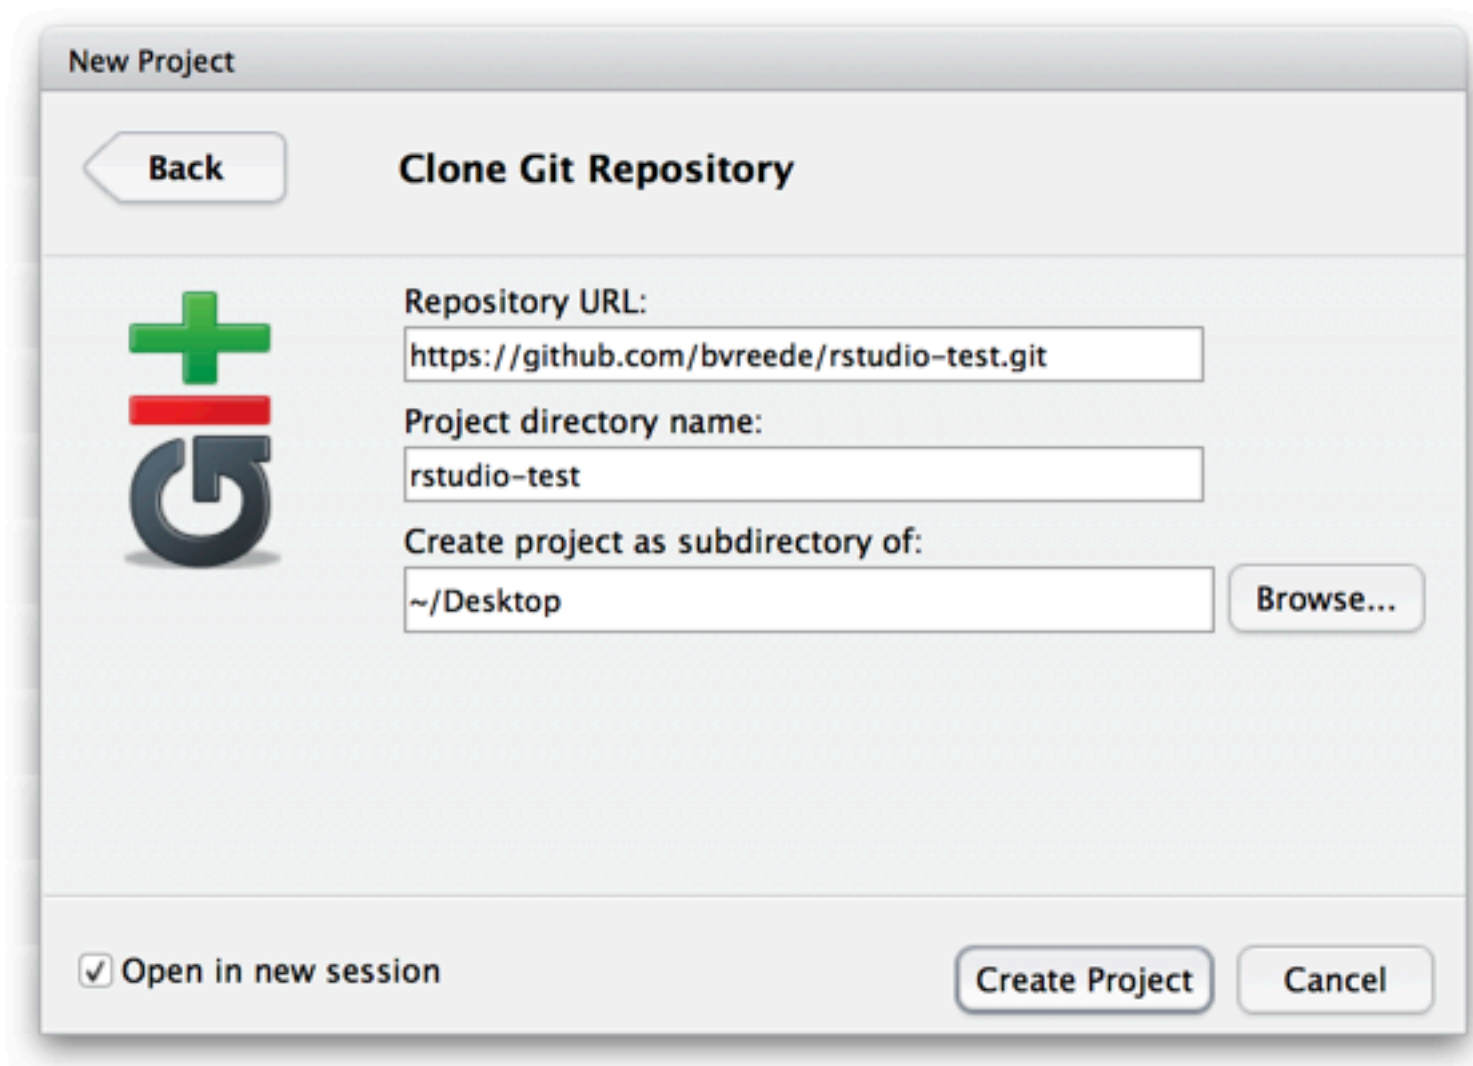 New Project
Back
Clone Git Repository
Repository URL:
https://github.com/bvreede/rstudio-test.git
Project directory name:
rstudio-test
Create project as subdirectory of:
~/Desktop
Browse...
git
Open in new session
Create Project
Cancel